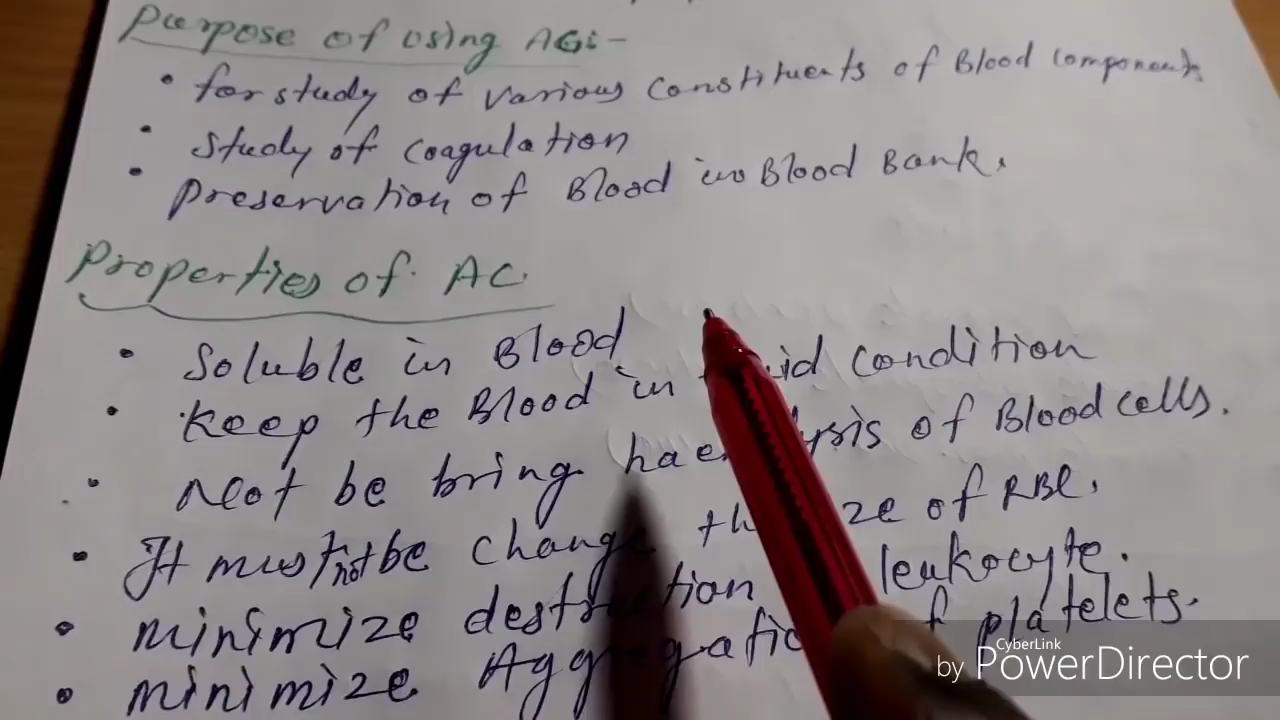 Purpose of using AG:-
• for study of various constituents of Blood components
• study of coagulation
• preservation of Blood in Blood Bank.
Properties of AC
• soluble in Blood
• Keep the Blood in condition
• Not be bring of Blood cells.
• It must not be change of RBC.
• minimize leukocyte.
• minimize platelets.
CyberLink
by PowerDirector